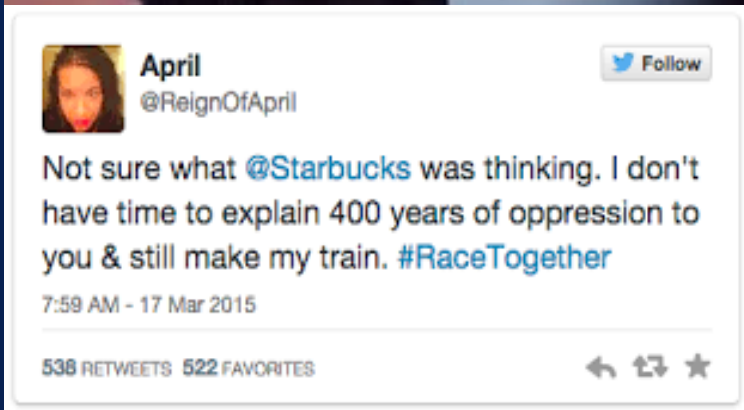 April
Follow
@ReignOfApril
Not sure what @Starbucks was thinking. I don't
have time to explain 400 years of oppression to
you & still make my train. #RaceTogether
7:59 AM - 17 Mar 2015
538 RETWEETS 522 FAVORITES